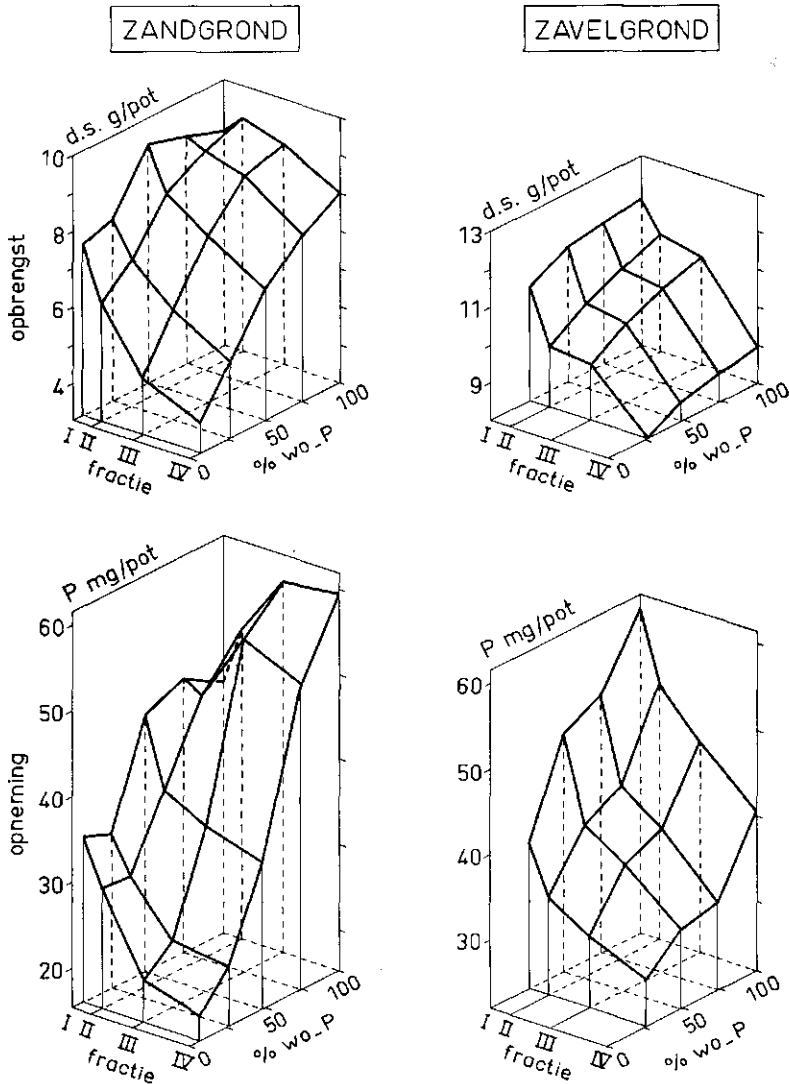 ZANDGROND
ZAVELGROND
d.s. g/pot
10
8
6
4
opbrengst
I II III IV
fractie
0 50 100
% wo_P
d.s. g/pot
13
11
9
I II III IV
fractie
0 50 100
% wo_P
P mg/pot
60
50
40
30
20
opneming
I II III IV
fractie
0 50 100
% wo_P
P mg/pot
60
50
40
30
I II III IV
fractie
0 50 100
% wo_P